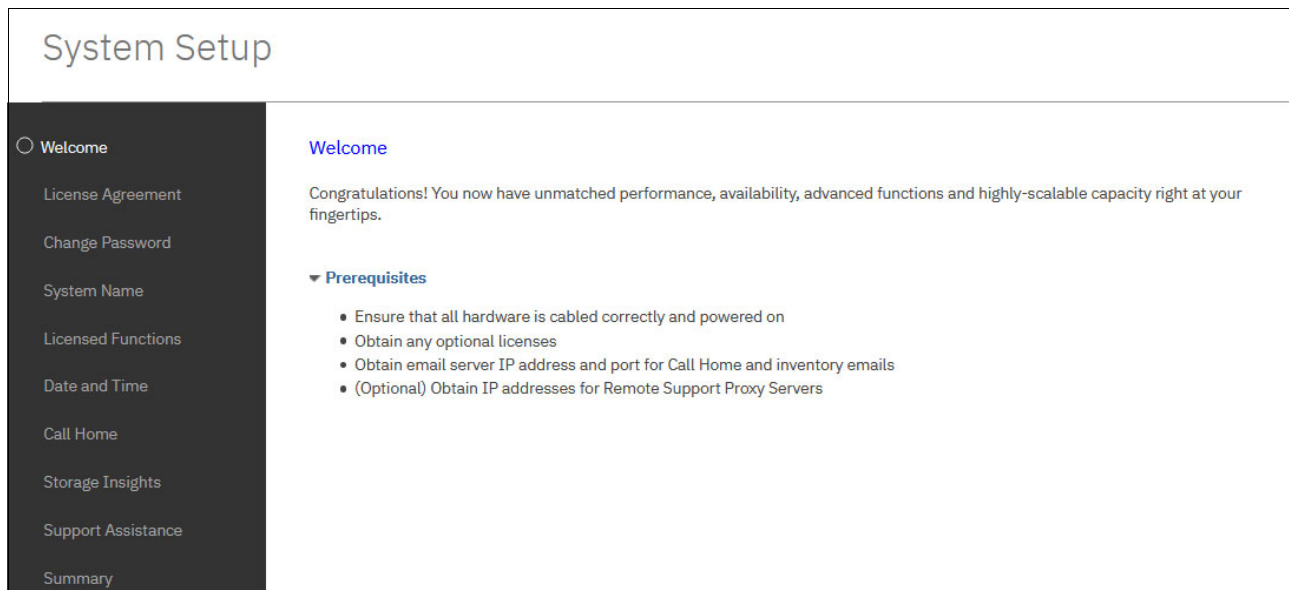 System Setup
Welcome
License Agreement
Change Password
System Name
Licensed Functions
Date and Time
Call Home
Storage Insights
Support Assistance
Summary
Welcome
Congratulations! You now have unmatched performance, availability, advanced functions and highly-scalable capacity right at your
fingertips.
Prerequisites
• Ensure that all hardware is cabled correctly and powered on
• Obtain any optional licenses
• Obtain email server IP address and port for Call Home and inventory emails
• (Optional) Obtain IP addresses for Remote Support Proxy Servers